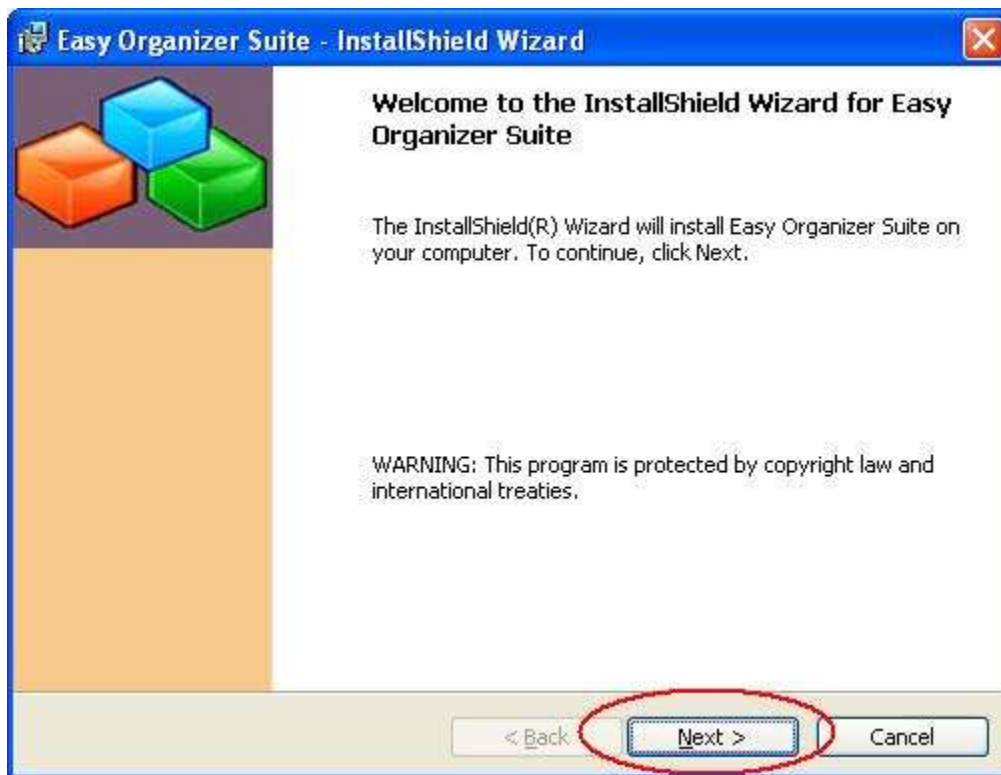 Easy Organizer Suite - InstallShield Wizard
Welcome to the InstallShield Wizard for Easy
Organizer Suite
The InstallShield(R) Wizard will install Easy Organizer Suite on
your computer. To continue, click Next.
WARNING: This program is protected by copyright law and
international treaties.
< Back
Next >
Cancel